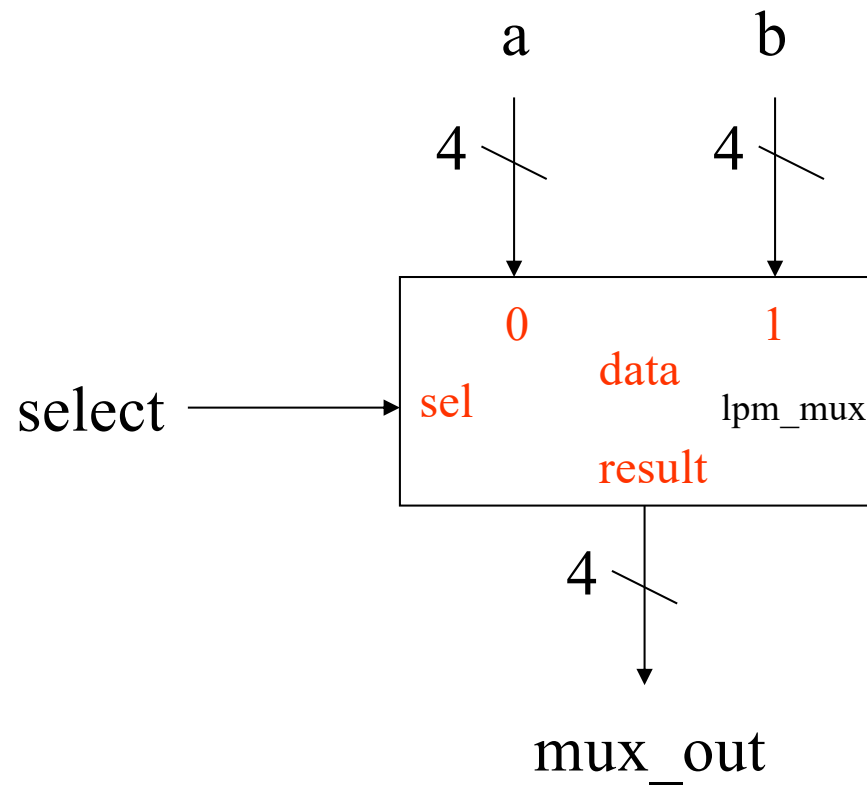 a b
4 4
0 1
data
select sel lpm_mux
result
4
mux_out